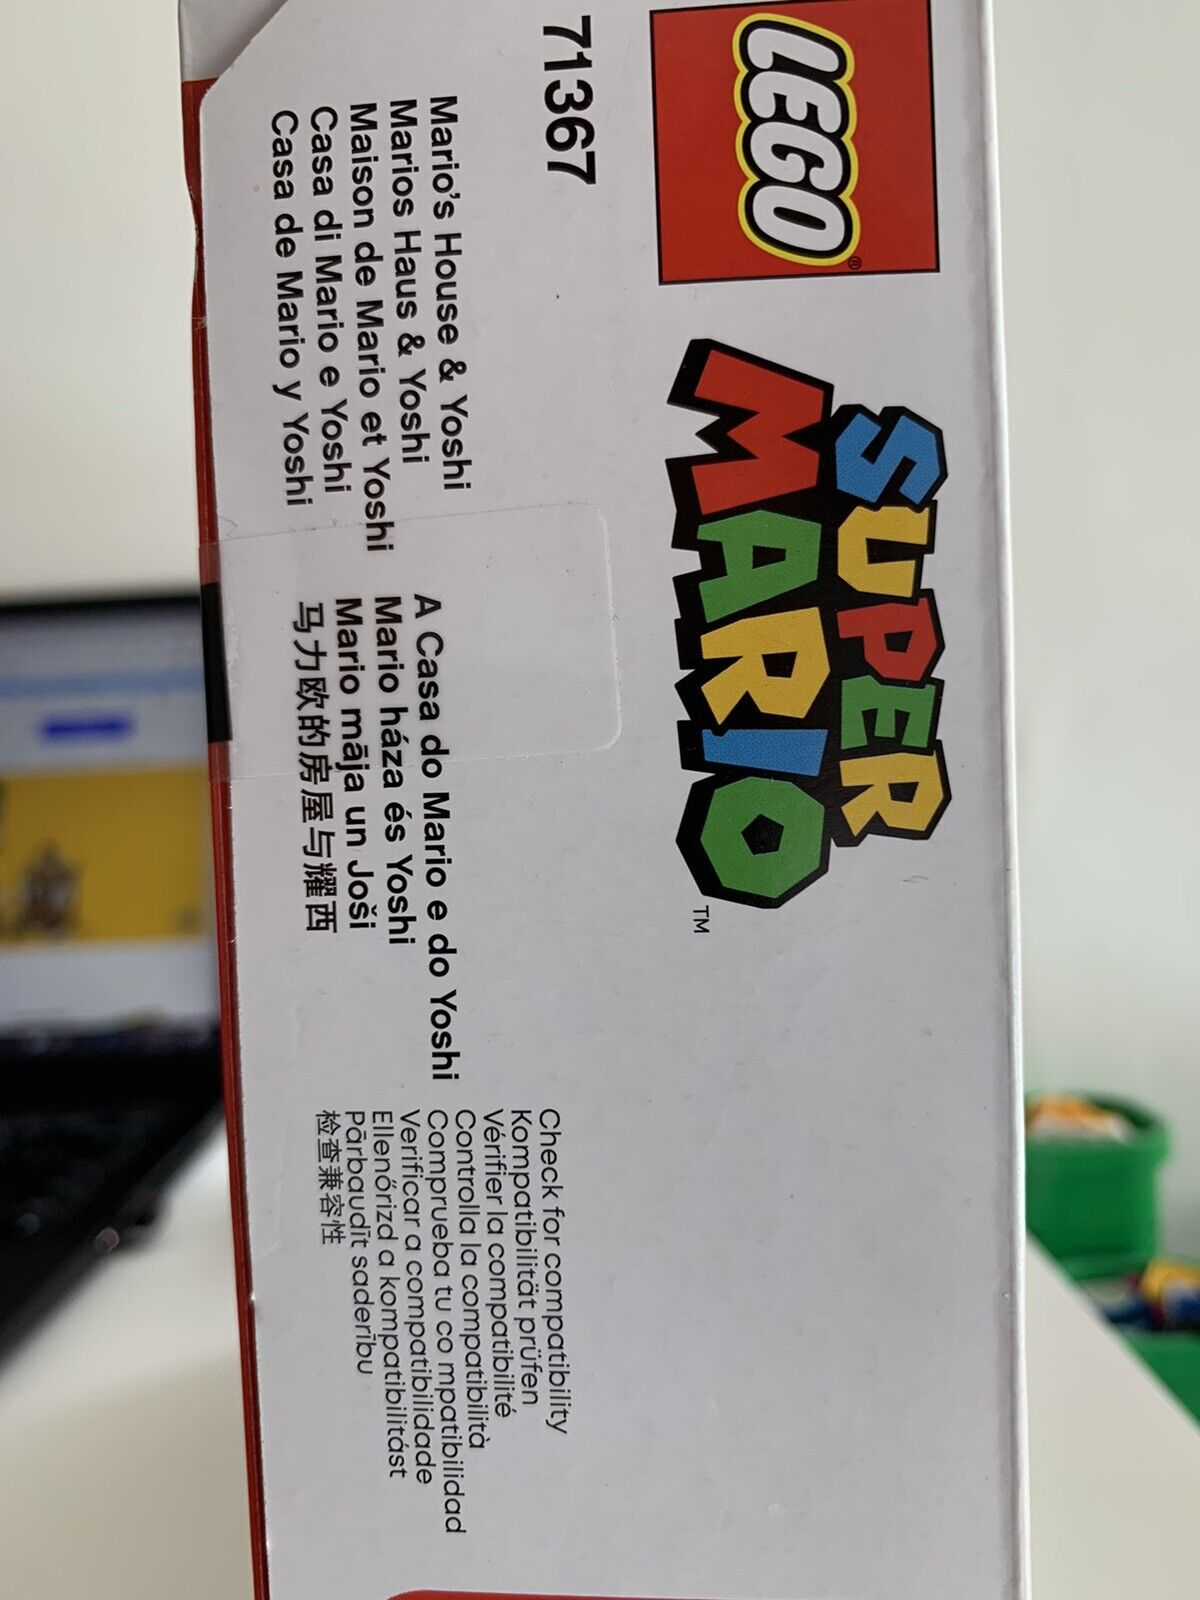 LEGO®
SUPER
MARIO™
71367
Mario's House & Yoshi
Marios Haus & Yoshi
Maison de Mario et Yoshi
Casa di Mario e Yoshi
Casa de Mario y Yoshi
A Casa do Mario e do Yoshi
Mario háza és Yoshi
Mario māja un Joši
马力欧的房屋与耀西
Check for compatibility
Kompatibilität prüfen
Vérifier la compatibilité
Controlla la compatibilità
Comprueba tu co mpatibilidad
Verificar a compatibilidade
Ellenőrizd a kompatibilitást
Pārbaudīt saderību
检查兼容性